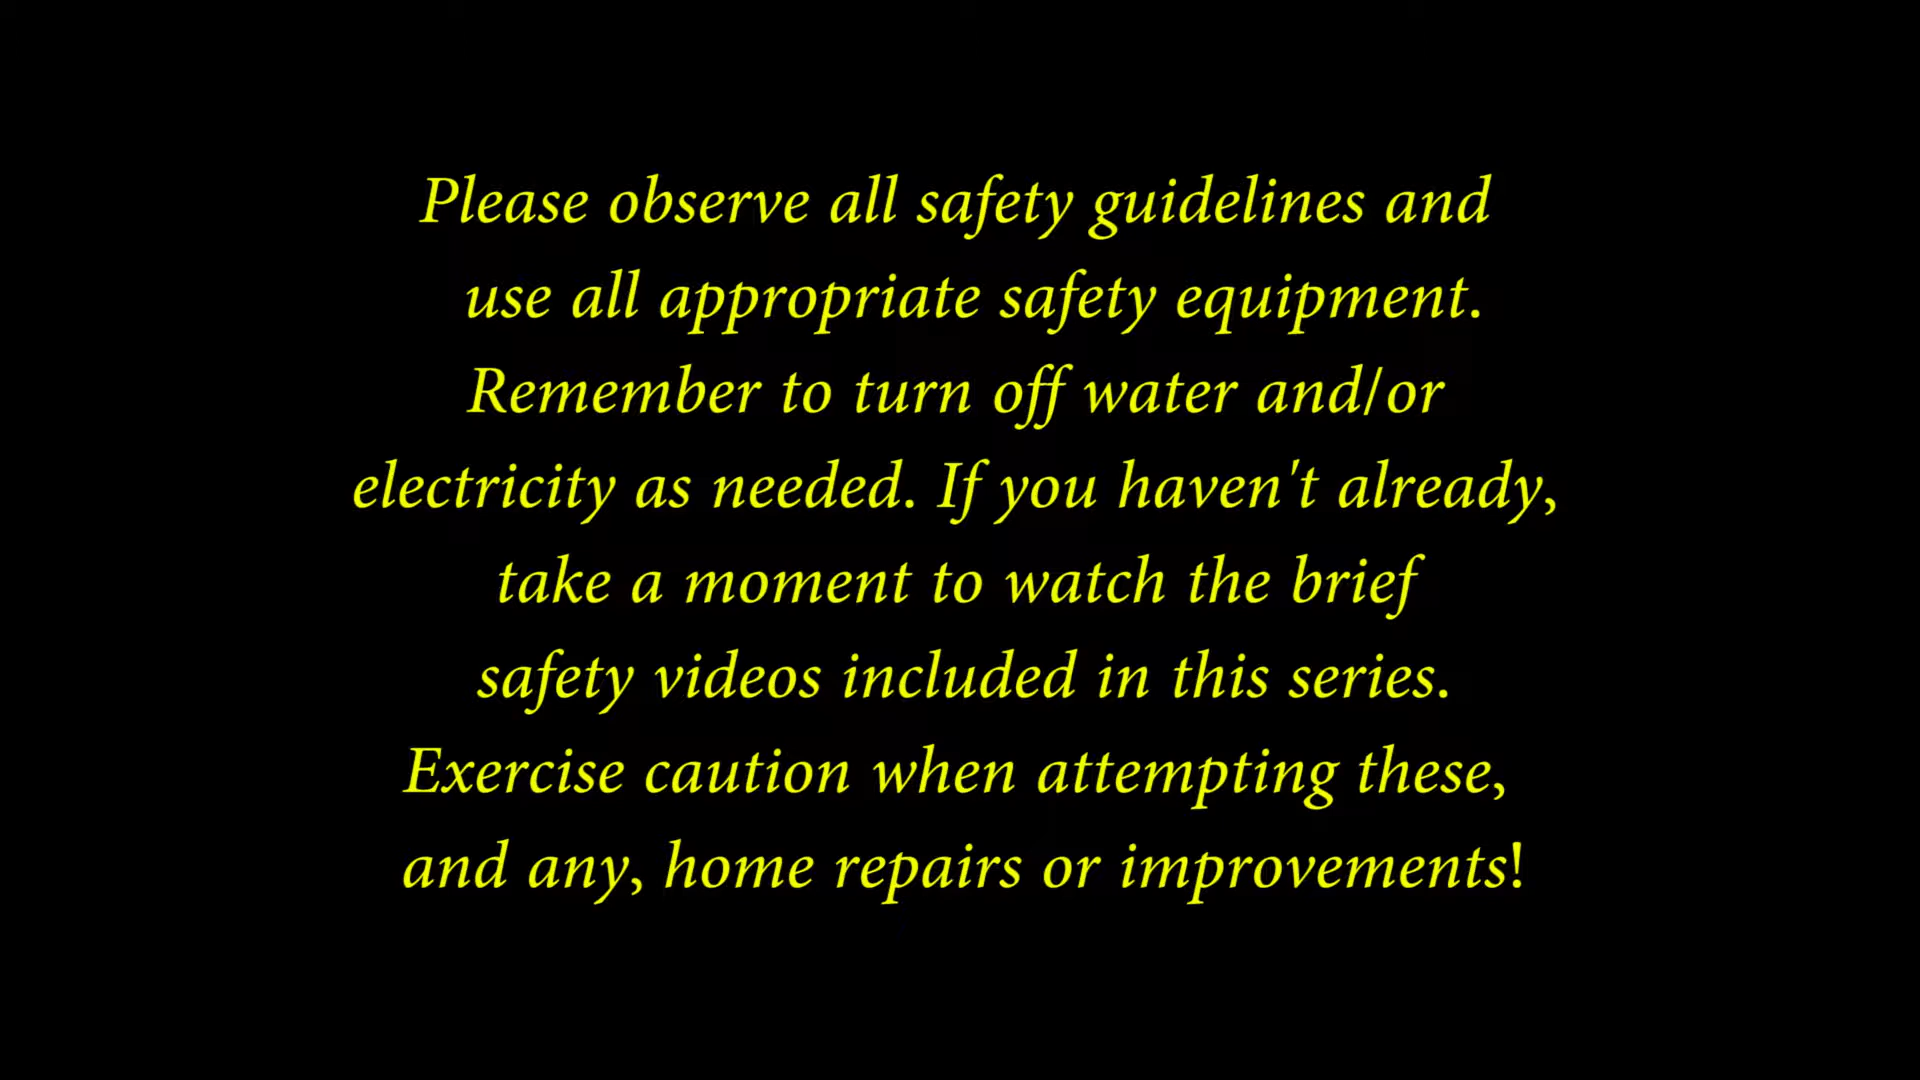 Please observe all safety guidelines and
use all appropriate safety equipment.
Remember to turn off water and/or
electricity as needed. If you haven't already,
take a moment to watch the brief
safety videos included in this series.
Exercise caution when attempting these,
and any, home repairs or improvements!